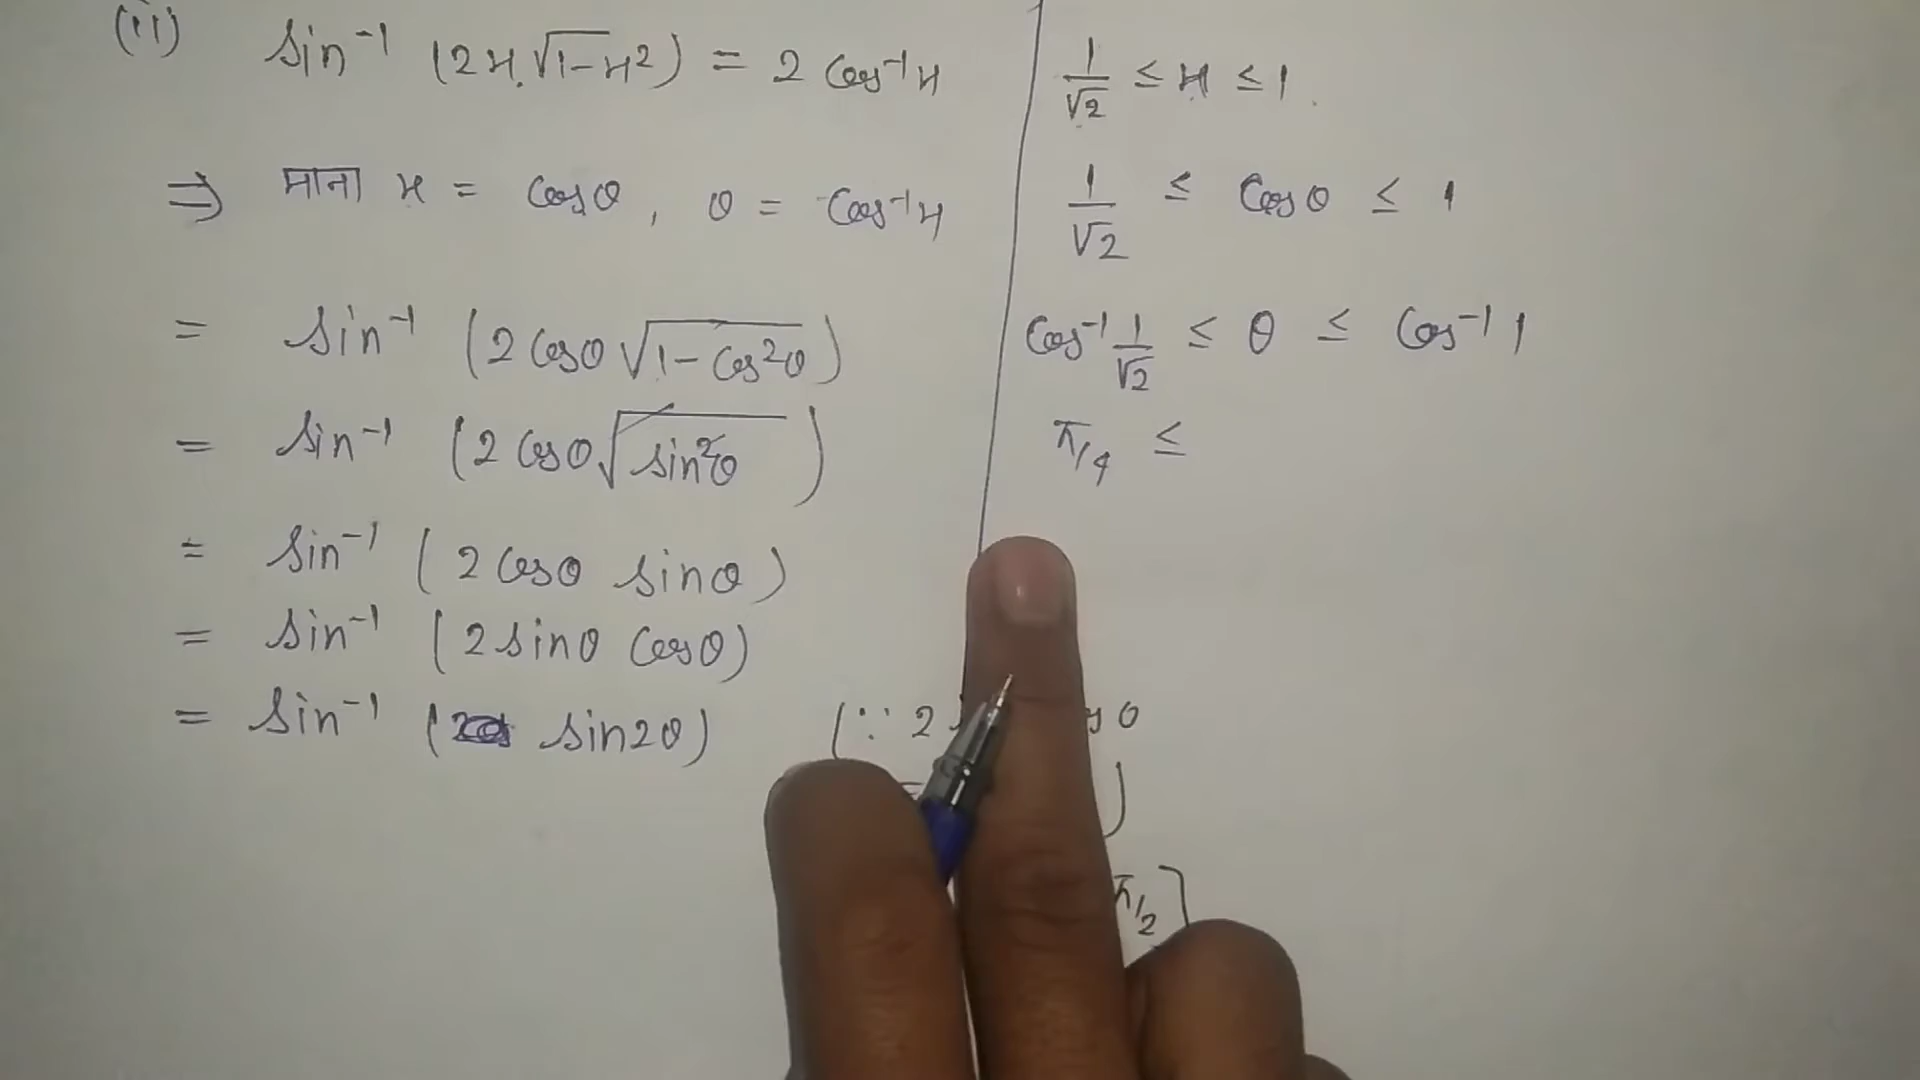 (ii) sin⁻¹ (2x.√1-x²) = 2 cos⁻¹x
⇒ माना x = cosθ, θ = cos⁻¹x
= sin⁻¹ (2 cosθ √1-cos²θ)
= sin⁻¹ (2 cosθ √sin²θ)
= sin⁻¹ (2 cosθ sinθ)
= sin⁻¹ (2 sinθ cosθ)
= sin⁻¹ ( sin2θ) (∵ 2
π/2]
1/√2 ≤ x ≤ 1
1/√2 ≤ cosθ ≤ 1
cos⁻¹ 1/√2 ≤ θ ≤ cos⁻¹ 1
π/4 ≤